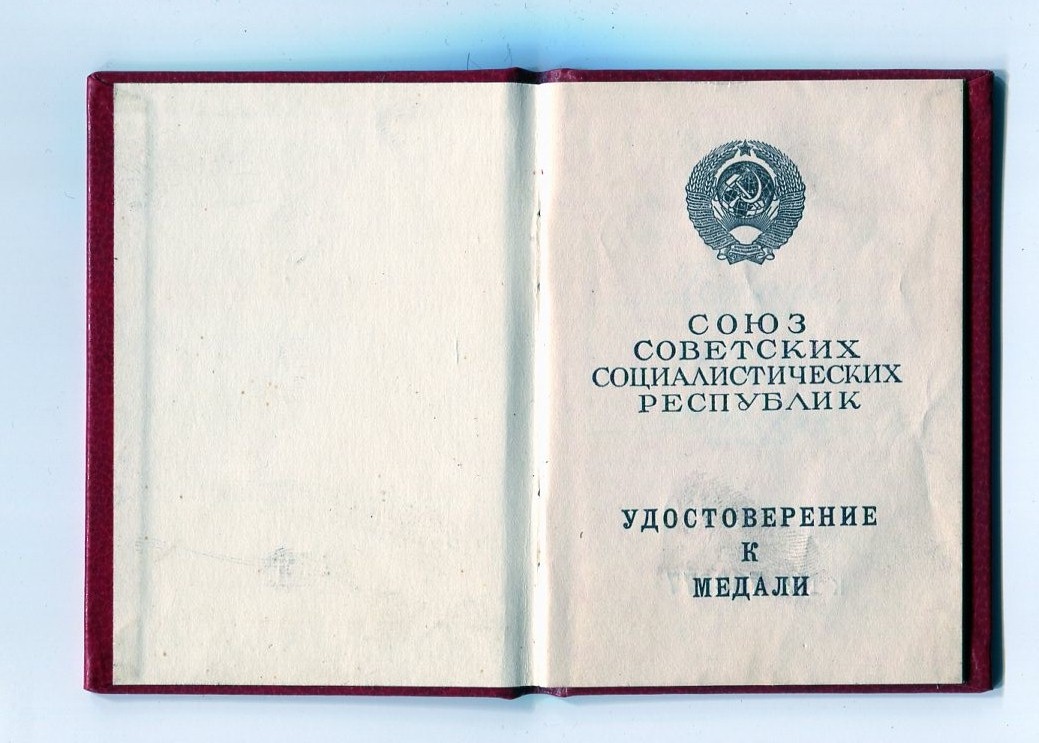 СОЮЗ
СОВЕТСКИХ
СОЦИАЛИСТИЧЕСКИХ
РЕСПУБЛИК
УДОСТОВЕРЕНИЕ
К
МЕДАЛИ